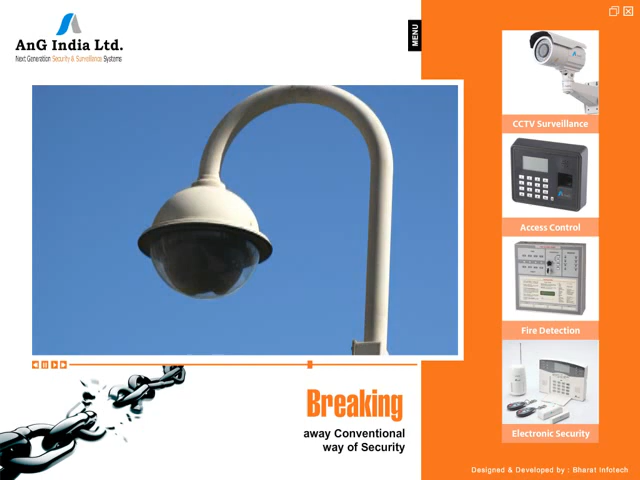 AnG India Ltd.
Next Generation Security & Surveillance Systems
MENU
CCTV Surveillance
Access Control
Fire Detection
Electronic Security
Breaking
away Conventional
way of Security
Designed & Developed by : Bharat Infotech